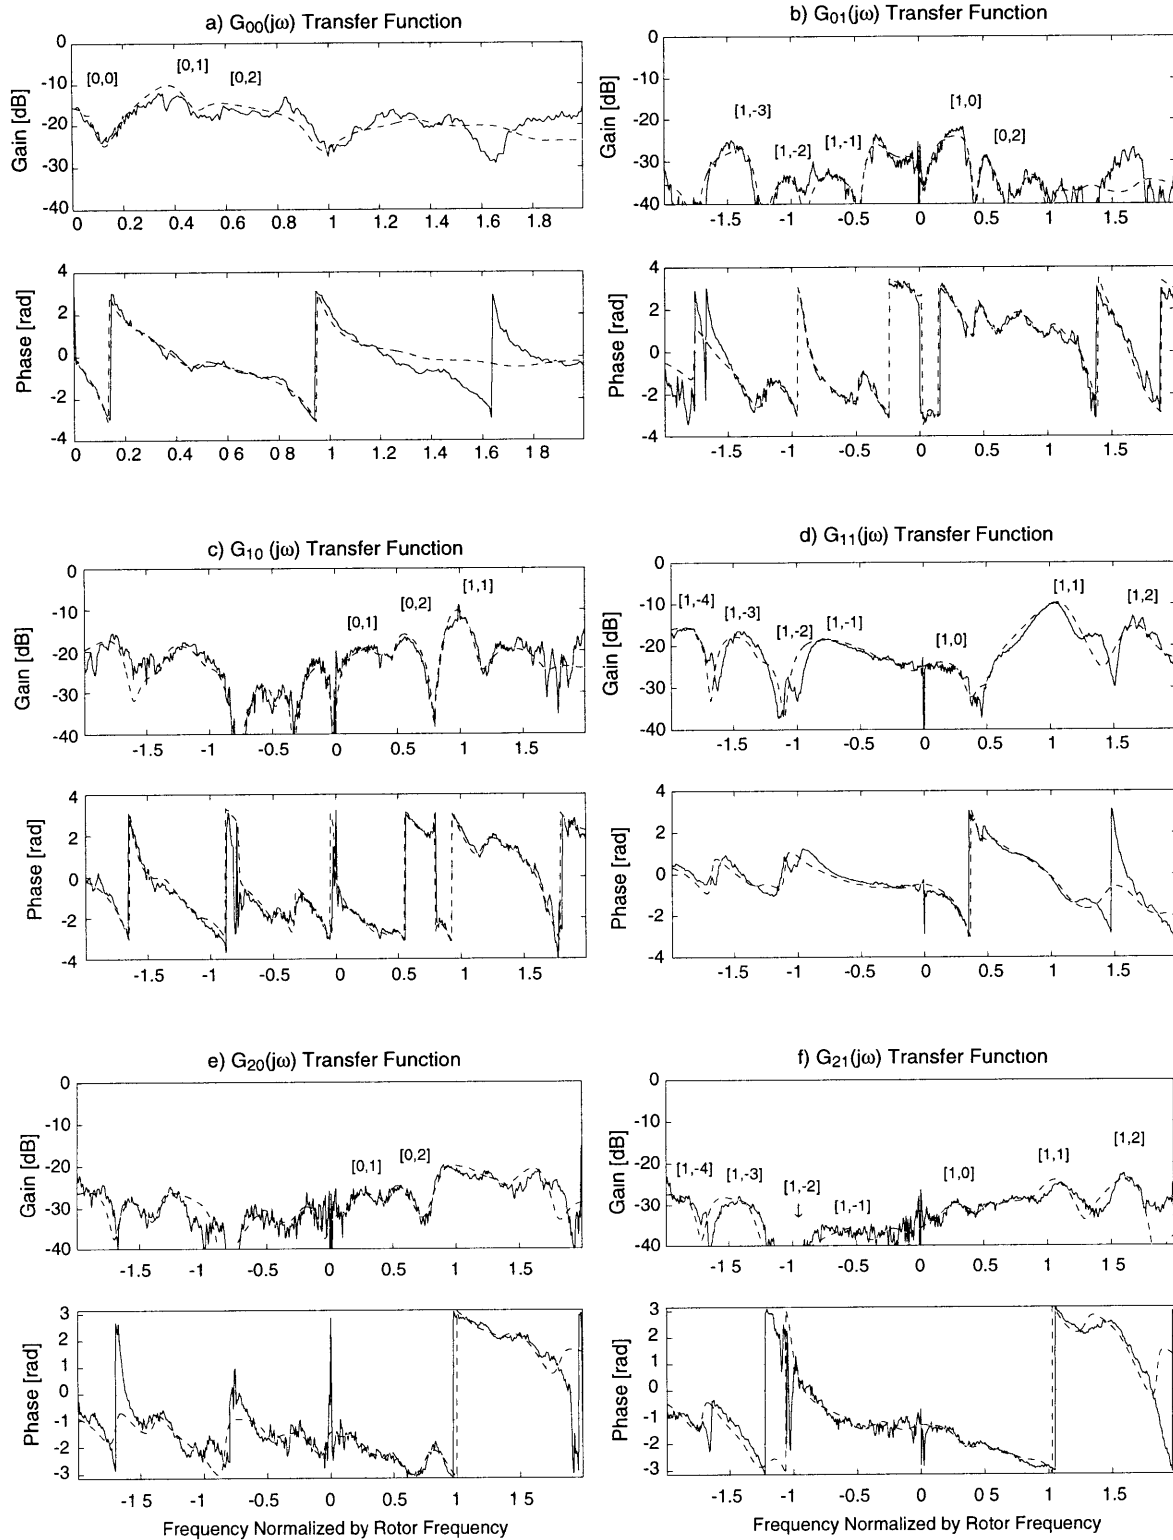 a) G00(jω) Transfer Function
0
-10
-20
-30
-40
Gain [dB]
[0,0]
[0,1]
[0,2]
0 0.2 0.4 0.6 0.8 1 1.2 1.4 1.6 1.8
4
2
0
-2
-4
Phase [rad]
0 0.2 0.4 0 6 0.8 1 1.2 1.4 1.6 1 8
b) G01(jω) Transfer Function
0
-10
-20
-30
-40
Gain [dB]
[1,-3]
[1,-2]
[1,-1]
[1,0]
[0,2]
-1.5 -1 -0.5 0 0.5 1 1.5
4
2
0
-2
-4
Phase [rad]
-1.5 -1 -0.5 0 0.5 1 1.5
c) G10 (jω) Transfer Function
0
-10
-20
-30
-40
Gain [dB]
[0,1]
[0,2]
[1,1]
-1.5 -1 -0.5 0 0.5 1 1.5
4
2
0
-2
-4
Phase [rad]
-1.5 -1 -0.5 0 0.5 1 1.5
d) G11(jω) Transfer Function
0
-10
-20
-30
-40
Gain [dB]
[1,-4]
[1,-3]
[1,-2]
[1,-1]
[1,0]
[1,1]
[1,2]
-1.5 -1 -0.5 0 0.5 1 1.5
4
2
0
-2
-4
Phase [rad]
-1.5 -1 -0.5 0 0.5 1 1.5
e) G20(jω) Transfer Function
0
-10
-20
-30
-40
Gain [dB]
[0,1]
[0,2]
-1.5 -1 -0.5 0 0.5 1 1 5
3
2
1
0
-1
-2
-3
Phase [rad]
-1 5 -1 -0.5 0 0.5 1 1 5
Frequency Normalized by Rotor Frequency
f) G21(jω) Transfer Function
0
-10
-20
-30
-40
Gain [dB]
[1,-4]
[1,-3]
[1,-2]
[1,-1]
[1,0]
[1,1]
[1,2]
-1 5 -1 -0.5 0 0.5 1 1.5
3
2
1
0
-1
-2
-3
Phase [rad]
-1.5 -1 -0.5 0 0 5 1 1.5
Frequency Normalized by Rotor Frequency